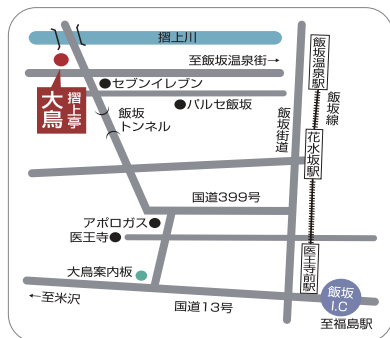 摺上川
至飯坂温泉街→
セブンイレブン
パルセ飯坂
摺上亭
大鳥
飯坂
トンネル
飯坂街道
飯坂温泉駅
飯坂線
花水坂駅
国道399号
アポロガス
医王寺
医王寺前駅
大鳥案内板
←至米沢
国道13号
飯坂
I.C
至福島駅